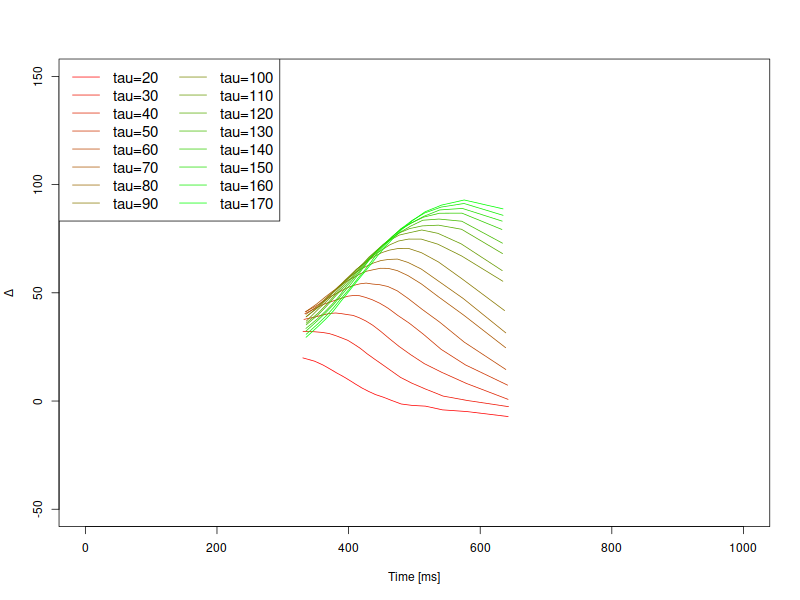 tau=20 tau=100
tau=30 tau=110
tau=40 tau=120
tau=50 tau=130
tau=60 tau=140
tau=70 tau=150
tau=80 tau=160
tau=90 tau=170
150
100
50
0
-50
Δ
0 200 400 600 800 1000
Time [ms]